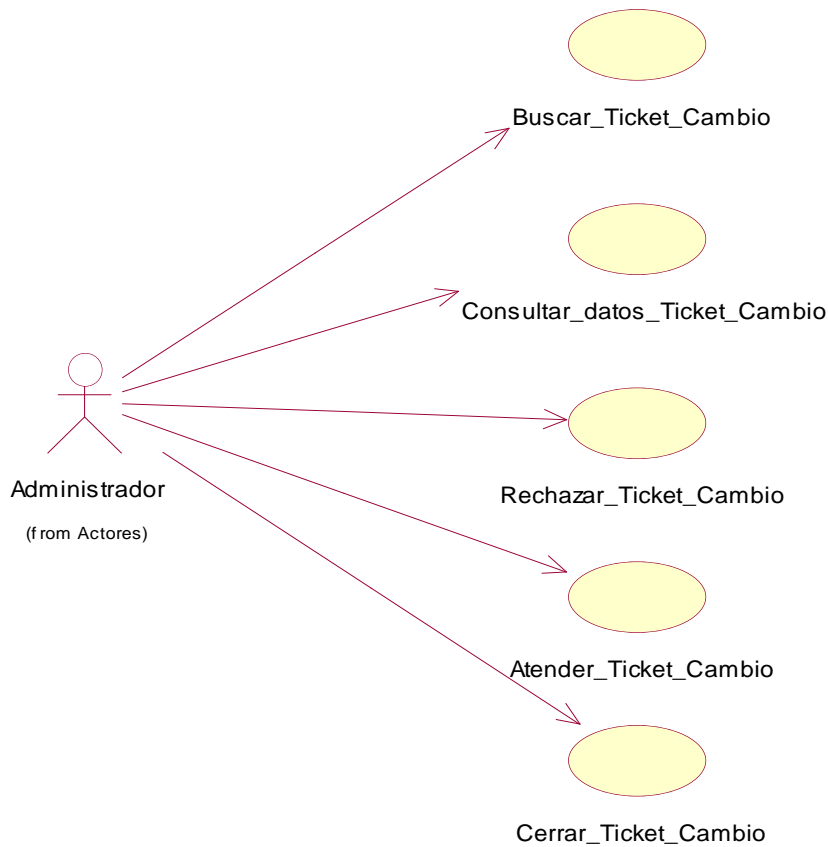 Buscar_Ticket_Cambio
Consultar_datos_Ticket_Cambio
Rechazar_Ticket_Cambio
Administrador
(from Actores)
Atender_Ticket_Cambio
Cerrar_Ticket_Cambio